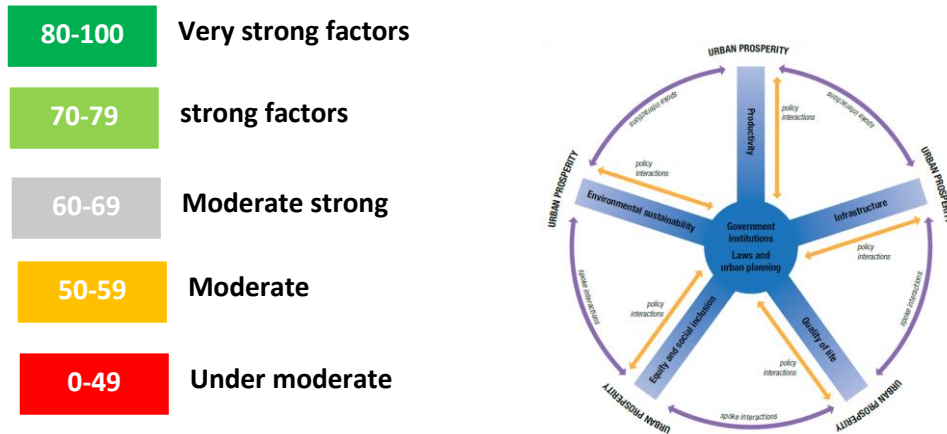 80-100
Very strong factors
70-79
strong factors
60-69
Moderate strong
50-59
Moderate
0-49
Under moderate
URBAN PROSPERITY
spoke interactions
spoke interactions
Productivity
policy
interactions
URBAN PROSPERITY
URBAN PROSPERITY
policy
interactions
Environmental sustainability
Infrastructure
Government
institutions
Laws and
urban planning
policy
interactions
spoke interactions
spoke interactions
policy
interactions
Equity and social inclusion
Quality of life
policy
interactions
URBAN PROSPERITY
URBAN PROSPERITY
spoke interactions